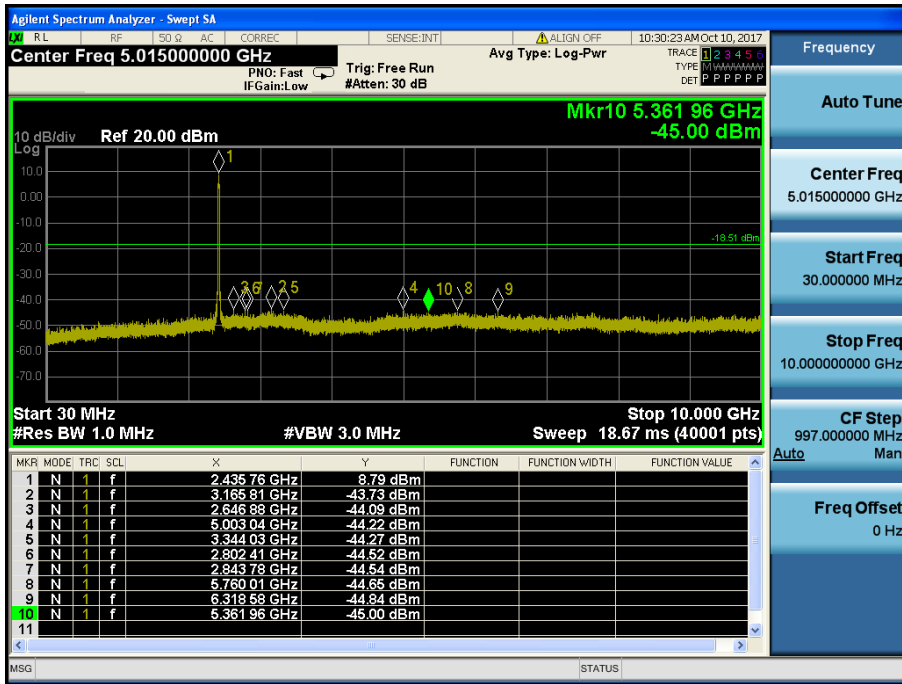 Agilent Spectrum Analyzer - Swept SA
LXI RL RF 50 Ω AC CORREC SENSE:INT ALIGN OFF 10:30:23 AM Oct 10, 2017
Center Freq 5.015000000 GHz
PNO: Fast
IFGain:Low
Trig: Free Run
#Atten: 30 dB
Avg Type: Log-Pwr
TRACE 1 2 3 4 5 6
TYPE M WWWWW
DET P P P P P P
Mkr10 5.361 96 GHz
-45.00 dBm
10 dB/div Ref 20.00 dBm
Log
10.0
0.00
-10.0
-20.0
-30.0
-40.0
-50.0
-60.0
-70.0
-18.51 dBm
1
3 6 7 2 5 4 10 8 9
Start 30 MHz Stop 10.000 GHz
#Res BW 1.0 MHz #VBW 3.0 MHz Sweep 18.67 ms (40001 pts)
MKR MODE TRC SCL X Y FUNCTION FUNCTION WIDTH FUNCTION VALUE
1 N 1 f 2.435 76 GHz 8.79 dBm
2 N 1 f 3.165 81 GHz -43.73 dBm
3 N 1 f 2.646 88 GHz -44.09 dBm
4 N 1 f 5.003 04 GHz -44.22 dBm
5 N 1 f 3.344 03 GHz -44.27 dBm
6 N 1 f 2.802 41 GHz -44.52 dBm
7 N 1 f 2.843 78 GHz -44.54 dBm
8 N 1 f 5.760 01 GHz -44.65 dBm
9 N 1 f 6.318 58 GHz -44.84 dBm
10 N 1 f 5.361 96 GHz -45.00 dBm
11
MSG STATUS
Frequency
Auto Tune
Center Freq
5.015000000 GHz
Start Freq
30.000000 MHz
Stop Freq
10.000000000 GHz
CF Step
997.000000 MHz
Auto Man
Freq Offset
0 Hz